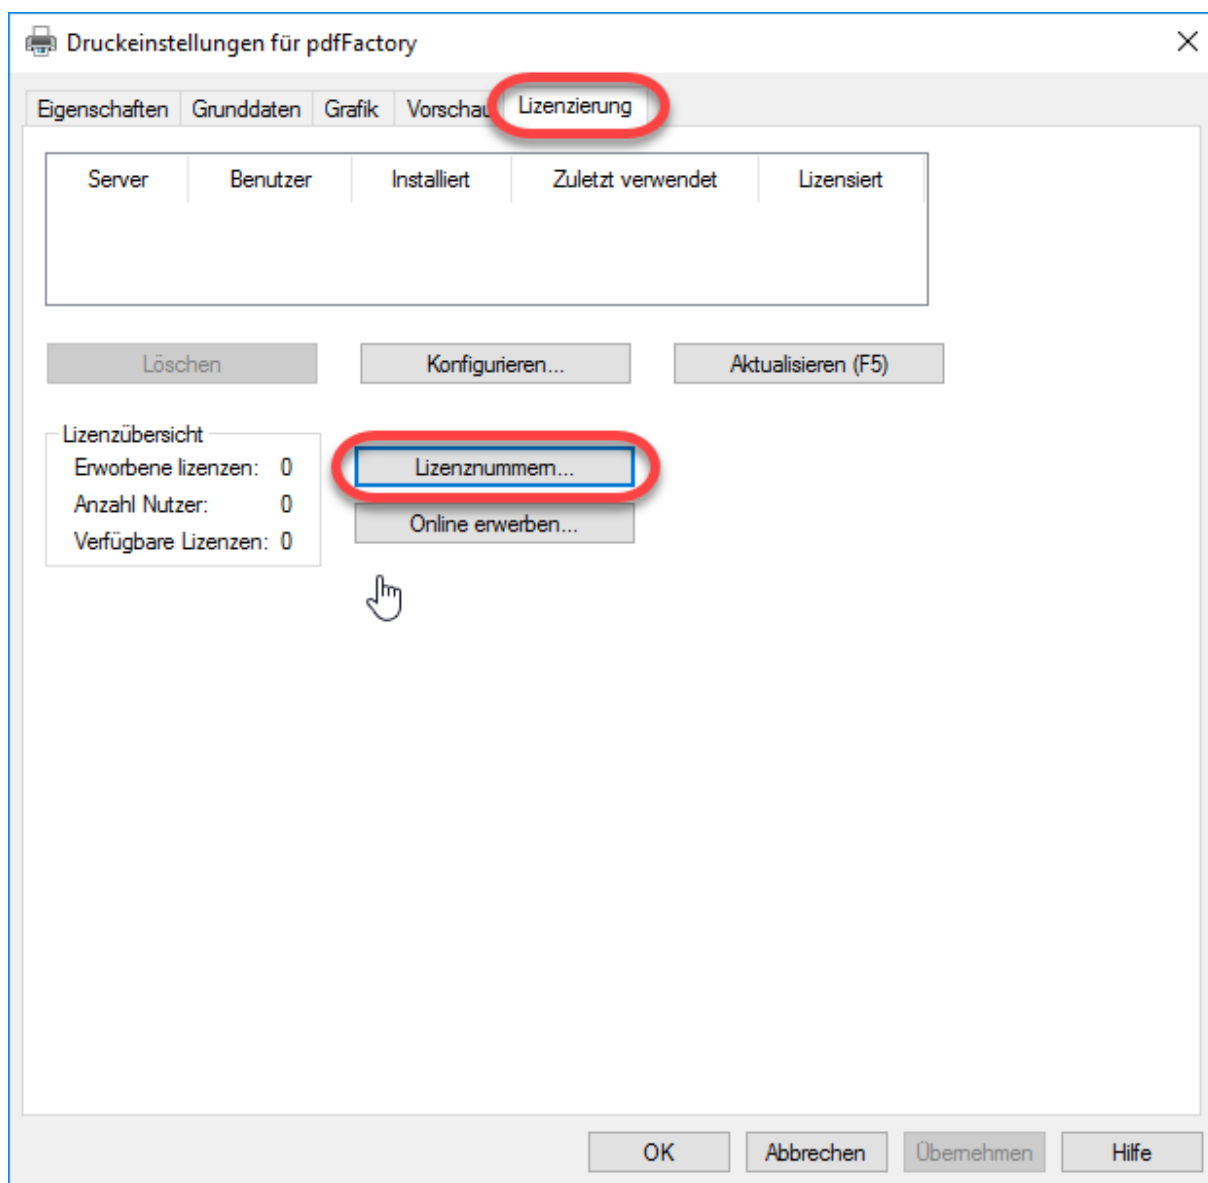 Druckeinstellungen für pdfFactory
Eigenschaften Grunddaten Grafik Vorschau Lizenzierung
Server Benutzer Installiert Zuletzt verwendet Lizensiert
Löschen Konfigurieren... Aktualisieren (F5)
Lizenzübersicht
Erworbene lizenzen: 0
Anzahl Nutzer: 0
Verfügbare Lizenzen: 0
Lizenznummern...
Online erwerben...
OK Abbrechen Übernehmen Hilfe